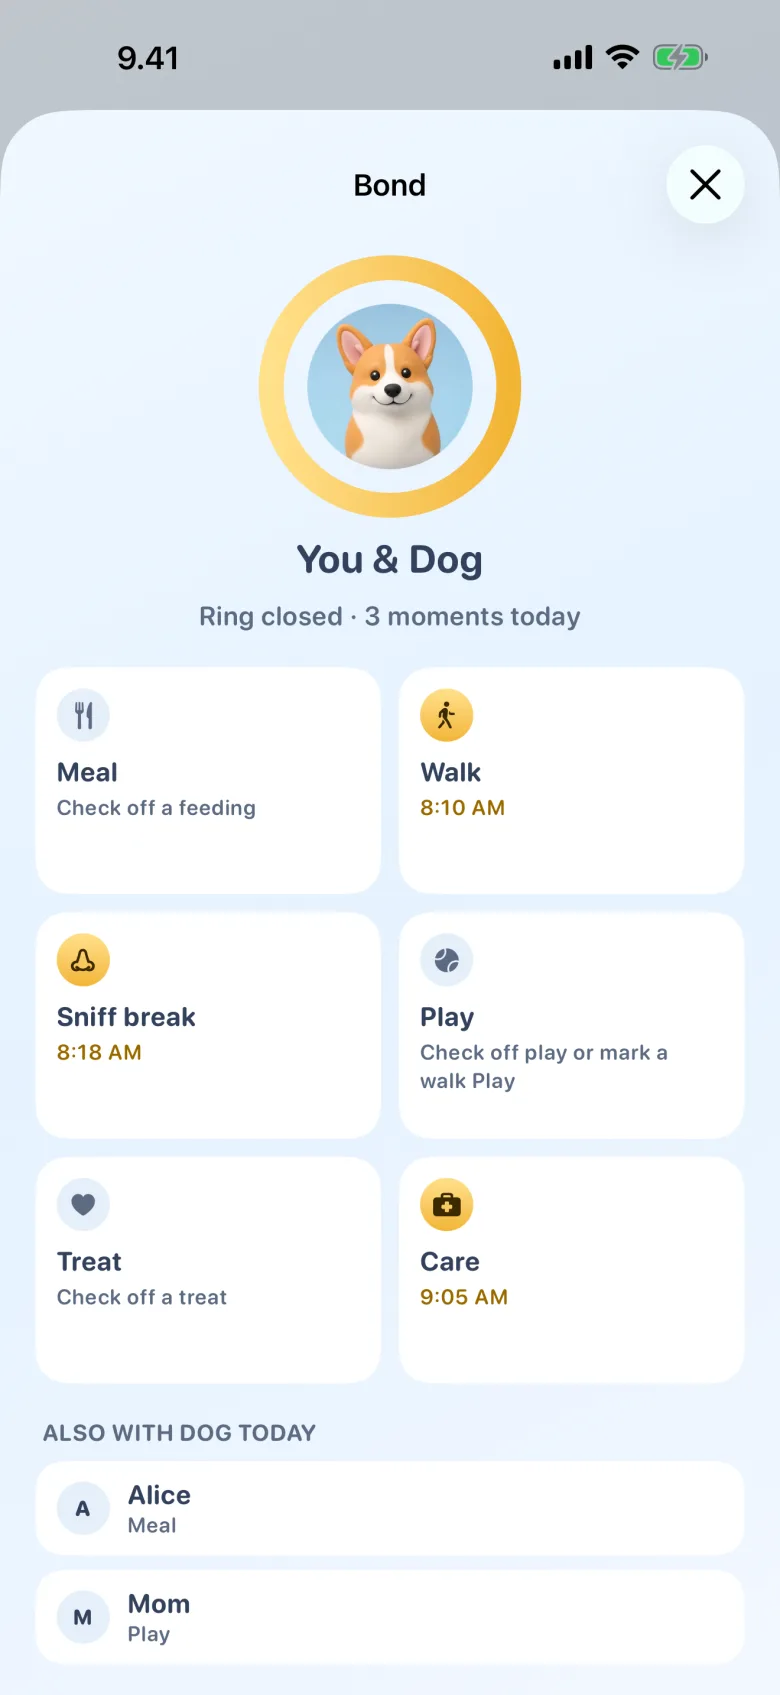 9.41
Bond
You & Dog
Ring closed · 3 moments today
Meal
Check off a feeding
Walk
8:10 AM
Sniff break
8:18 AM
Play
Check off play or mark a
walk Play
Treat
Check off a treat
Care
9:05 AM
ALSO WITH DOG TODAY
A
Alice
Meal
M
Mom
Play